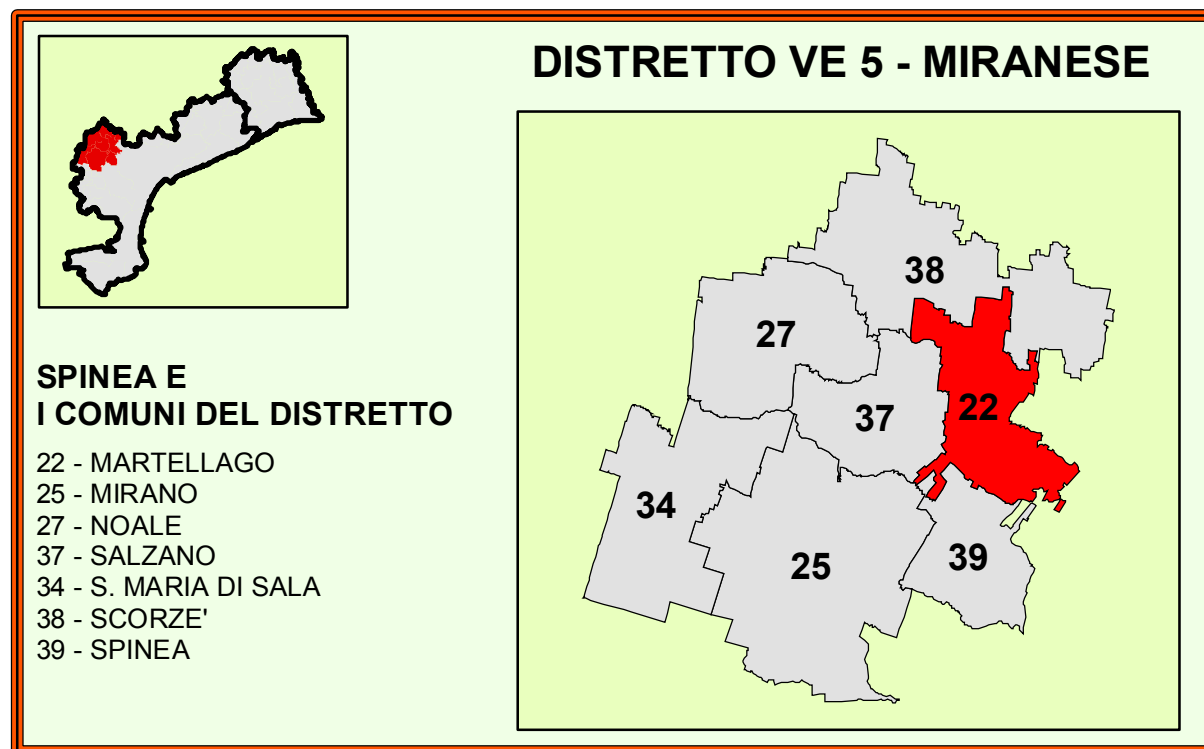 DISTRETTO VE 5 - MIRANESE
SPINEA E
I COMUNI DEL DISTRETTO
22 - MARTELLAGO
25 - MIRANO
27 - NOALE
37 - SALZANO
34 - S. MARIA DI SALA
38 - SCORZE'
39 - SPINEA
38
27
22
37
34
25
39